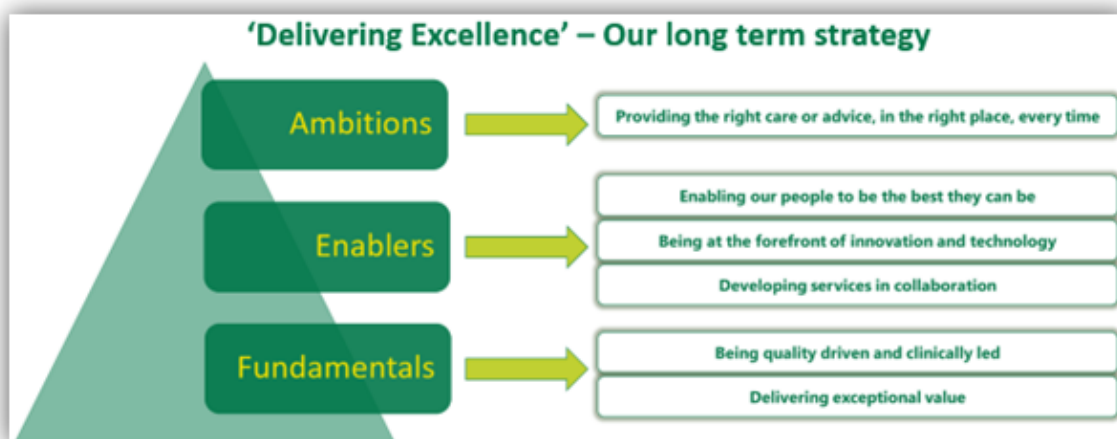 ‘Delivering Excellence’ – Our long term strategy
Ambitions
Providing the right care or advice, in the right place, every time
Enablers
Enabling our people to be the best they can be
Being at the forefront of innovation and technology
Developing services in collaboration
Fundamentals
Being quality driven and clinically led
Delivering exceptional value